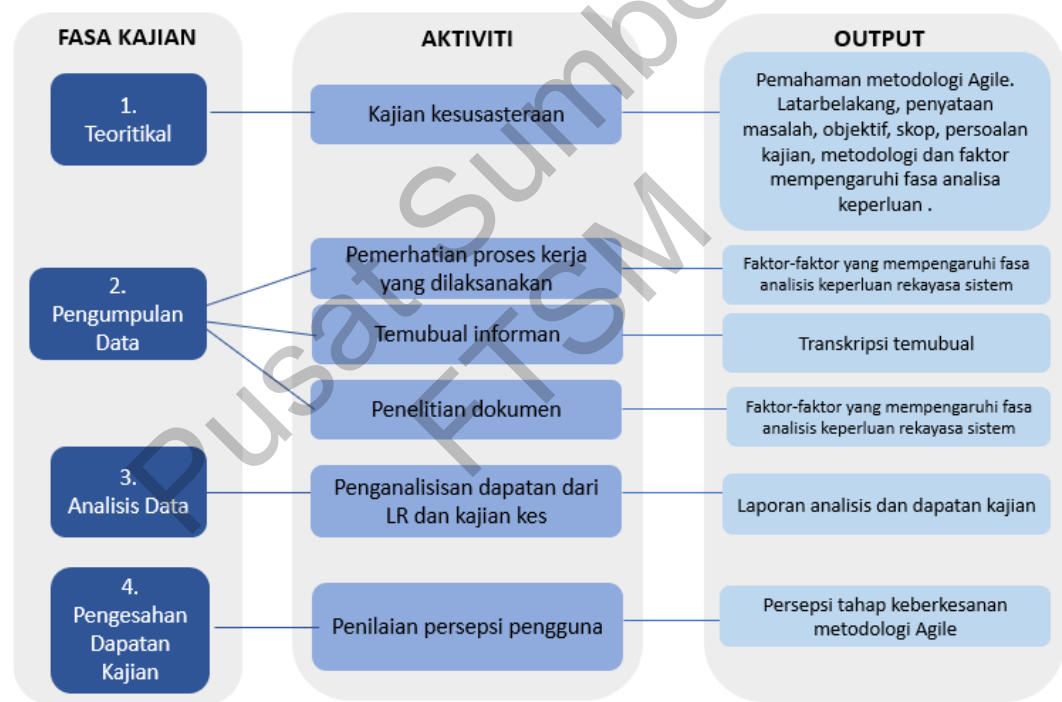 FASA KAJIAN
AKTIVITI
OUTPUT
1.
Teoritikal
Kajian kesusasteraan
Pemahaman metodologi Agile.
Latarbelakang, penyataan
masalah, objektif, skop, persoalan
kajian, metodologi dan faktor
mempengaruhi fasa analisa
keperluan .
2.
Pengumpulan
Data
Pemerhatian proses kerja
yang dilaksanakan
Faktor-faktor yang mempengaruhi fasa
analisis keperluan rekayasa sistem
Temubual informan
Transkripsi temubual
Penelitian dokumen
Faktor-faktor yang mempengaruhi fasa
analisis keperluan rekayasa sistem
3.
Analisis Data
Penganalisisan dapatan dari
LR dan kajian kes
Laporan analisis dan dapatan kajian
4.
Pengesahan
Dapatan
Kajian
Penilaian persepsi pengguna
Persepsi tahap keberkesanan
metodologi Agile
Pusat Sumb
FTSM